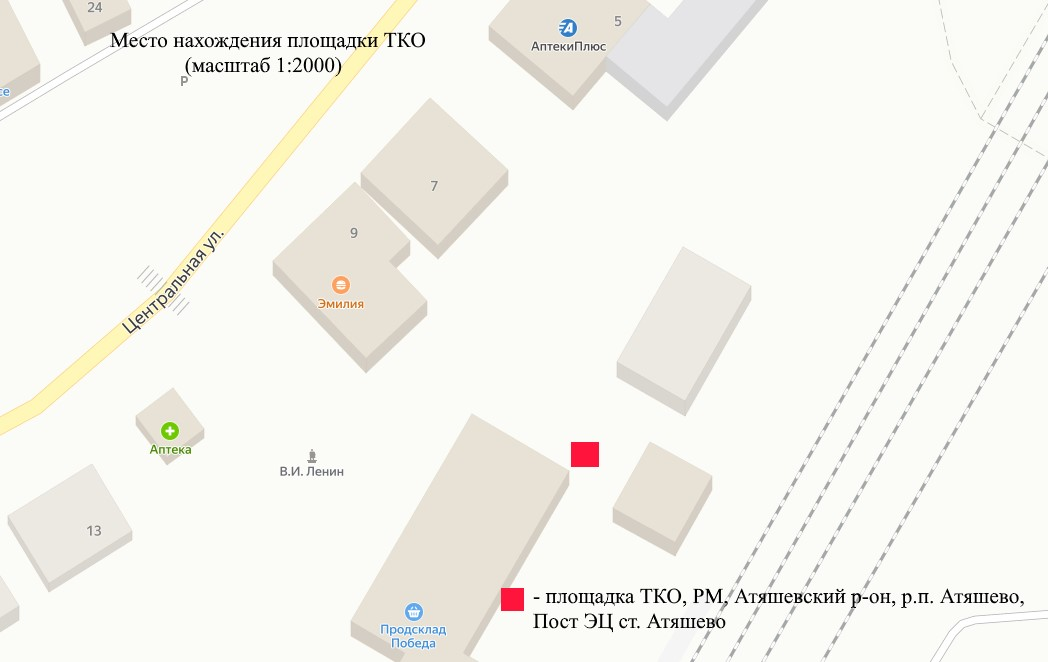 24
5
АптекиПлюс
Место нахождения площадки ТКО
(масштаб 1:2000)
Р
се
7
9
Эмилия
Центральная ул.
Аптека
В.И. Ленин
13
Продсклад
Победа
- площадка ТКО, РМ, Атяшевский р-он, р.п. Атяшево,
Пост ЭЦ ст. Атяшево